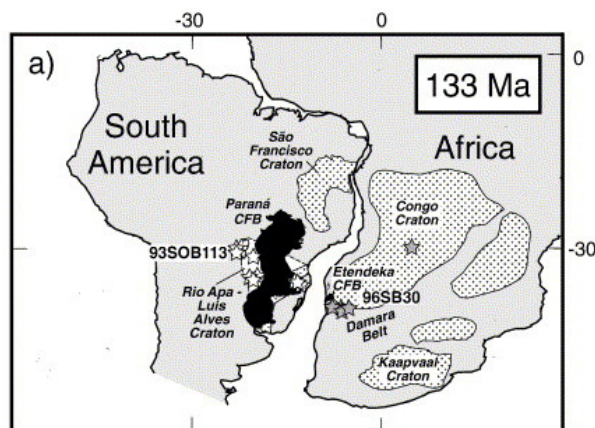 -30
0
a)
133 Ma
0
South
America
São
Francisco
Craton
Africa
Paraná
CFB
Congo
Craton
93SOB113
-30
Etendeka
CFB
96SB30
Rio Apa -
Luis
Alves
Craton
Damara
Belt
Kaapvaai
Craton